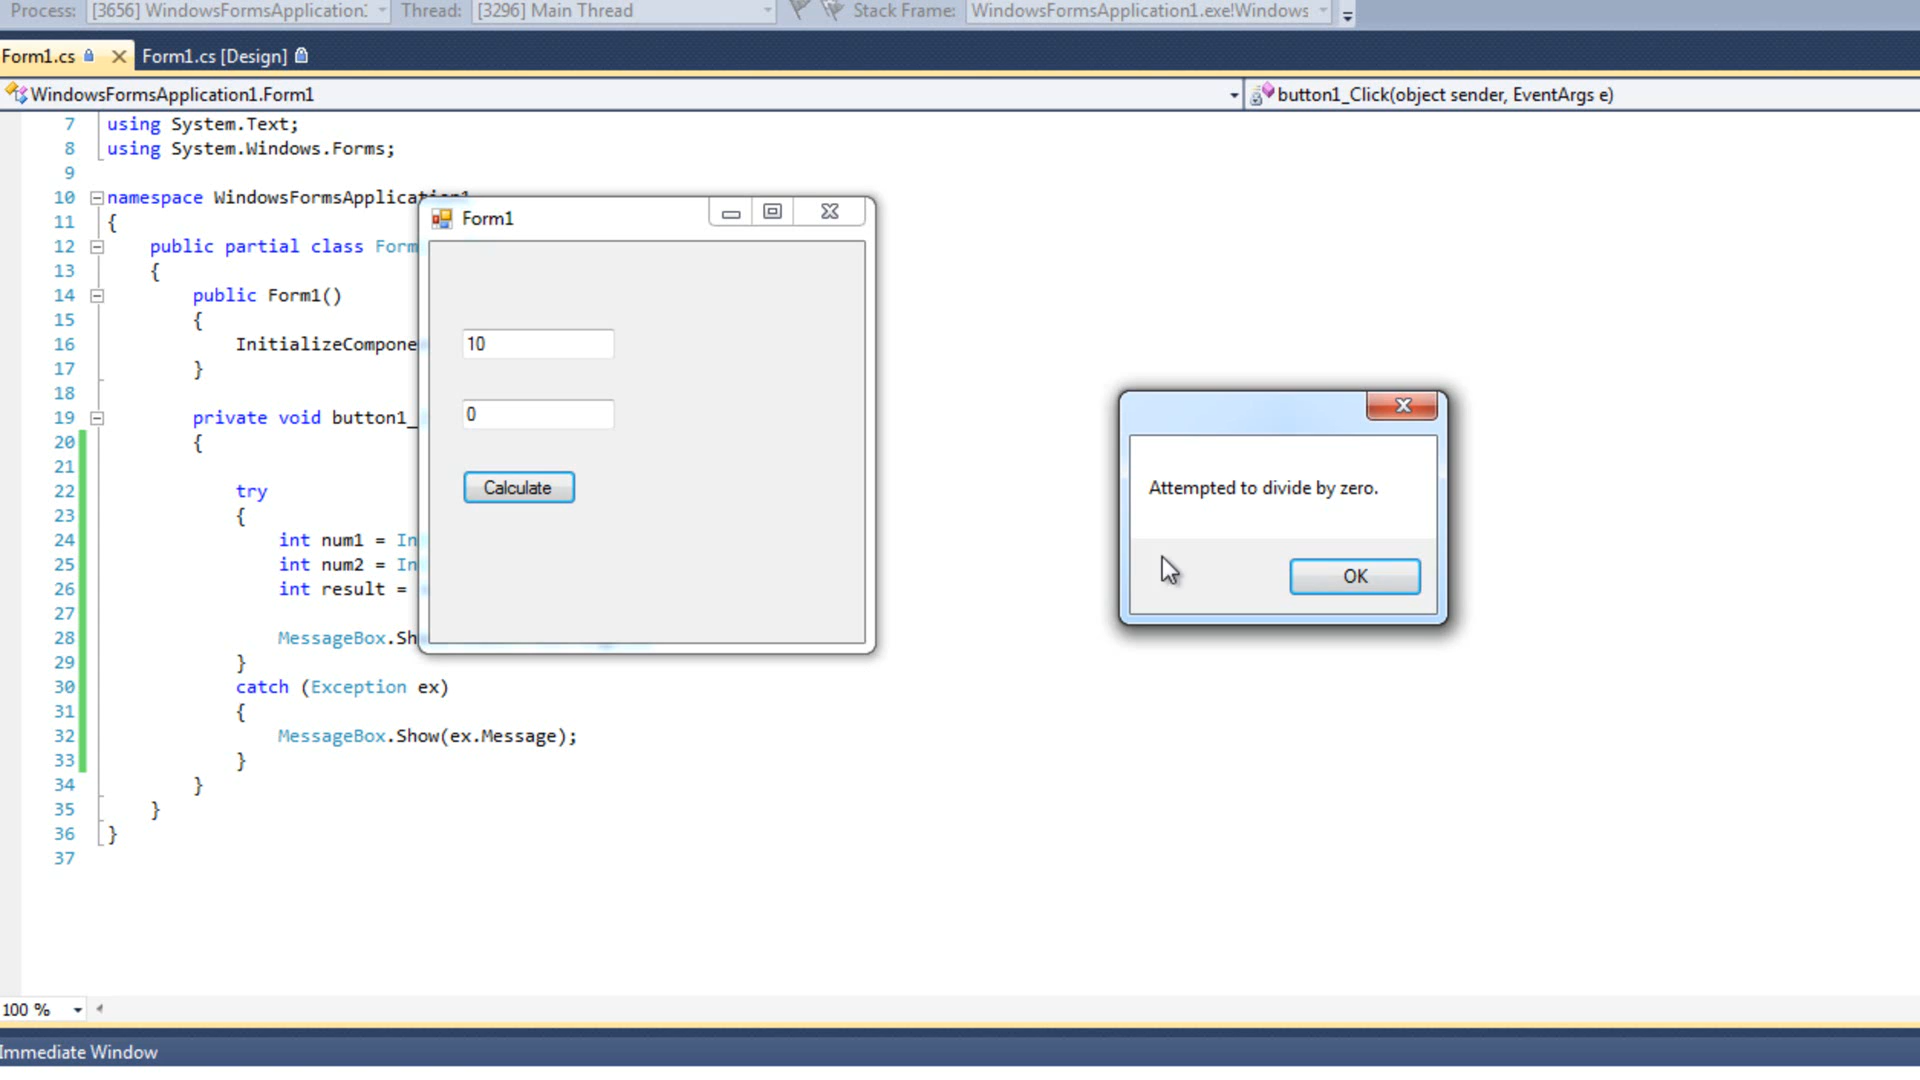 Process: [3656] WindowsFormsApplication: Thread: [3296] Main Thread Stack Frame: WindowsFormsApplication1.exe!Windows
Form1.cs Form1.cs [Design]
WindowsFormsApplication1.Form1 button1_Click(object sender, EventArgs e)
7 using System.Text;
8 using System.Windows.Forms;
9
10 namespace WindowsFormsApplication1
11 {
12 public partial class Form
13 {
14 public Form1()
15 {
16 InitializeCompone
17 }
18
19 private void button1_
20 {
21
22 try
23 {
24 int num1 = In
25 int num2 = In
26 int result =
27
28 MessageBox.Sh
29 }
30 catch (Exception ex)
31 {
32 MessageBox.Show(ex.Message);
33 }
34 }
35 }
36 }
37
Form1
10
0
Calculate
Attempted to divide by zero.
OK
100 %
Immediate Window